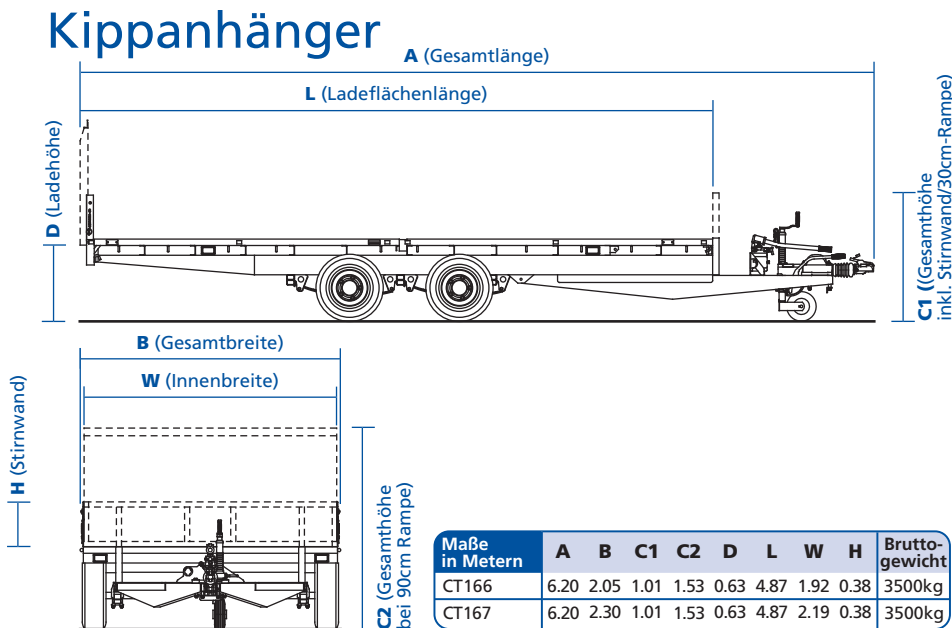 Kippanhänger
A (Gesamtlänge)
L (Ladeflächenlänge)
D (Ladehöhe)
C1 ((Gesamthöhe
inkl. Stirnwand/30cm-Rampe)
B (Gesamtbreite)
W (Innenbreite)
H (Stirnwand)
C2 (Gesamthöhe
bei 90cm Rampe)
Maße in Metern A B C1 C2 D L W H Brutto-gewicht
CT166 6.20 2.05 1.01 1.53 0.63 4.87 1.92 0.38 3500kg
CT167 6.20 2.30 1.01 1.53 0.63 4.87 2.19 0.38 3500kg